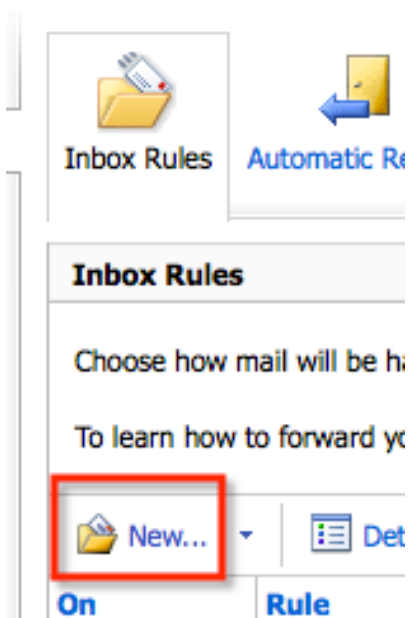 Inbox Rules Automatic Re
Inbox Rules
Choose how mail will be ha
To learn how to forward yo
New... Det
On Rule